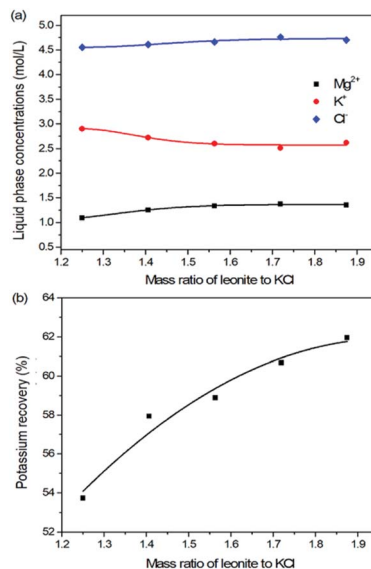 (a)
5.0
4.5
4.0
3.5
3.0
2.5
2.0
1.5
1.0
0.5
Liquid phase concentrations (mol/L)
Mg2+
K+
Cl-
1.2 1.3 1.4 1.5 1.6 1.7 1.8 1.9
Mass ratio of leonite to KCl
(b)
64
62
60
58
56
54
52
Potassium recovery (%)
1.2 1.3 1.4 1.5 1.6 1.7 1.8 1.9
Mass ratio of leonite to KCl